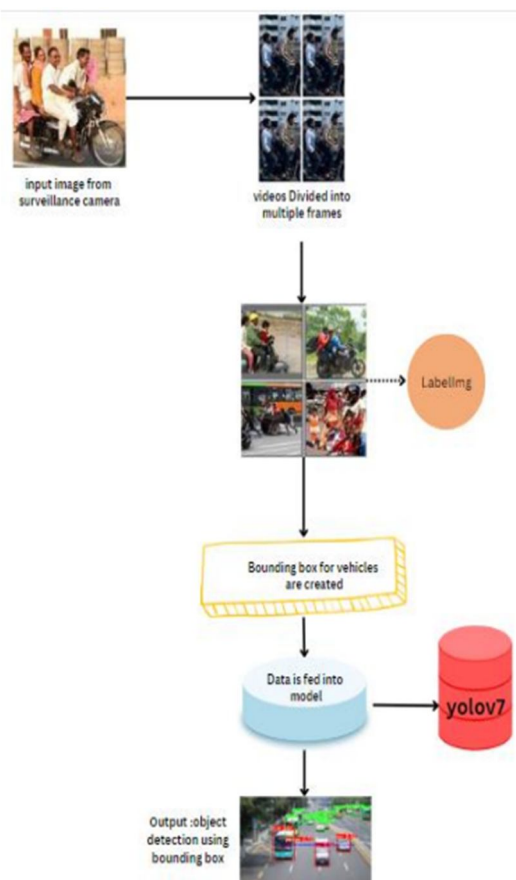 input image from
surveillance camera
videos Divided into
multiple frames
LabelImg
Bounding box for vehicles
are created
Data is fed into
model
yolov7
Output :object
detection using
bounding box